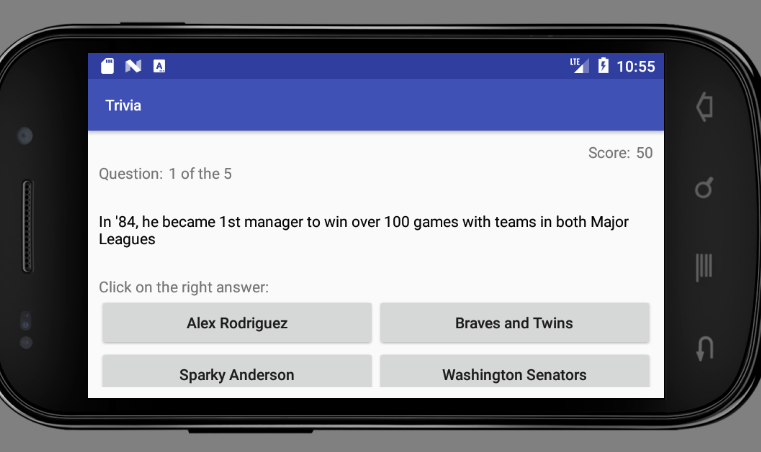 LTE 10:55
Trivia
Score: 50
Question: 1 of the 5
In '84, he became 1st manager to win over 100 games with teams in both Major
Leagues
Click on the right answer:
Alex Rodriguez
Braves and Twins
Sparky Anderson
Washington Senators